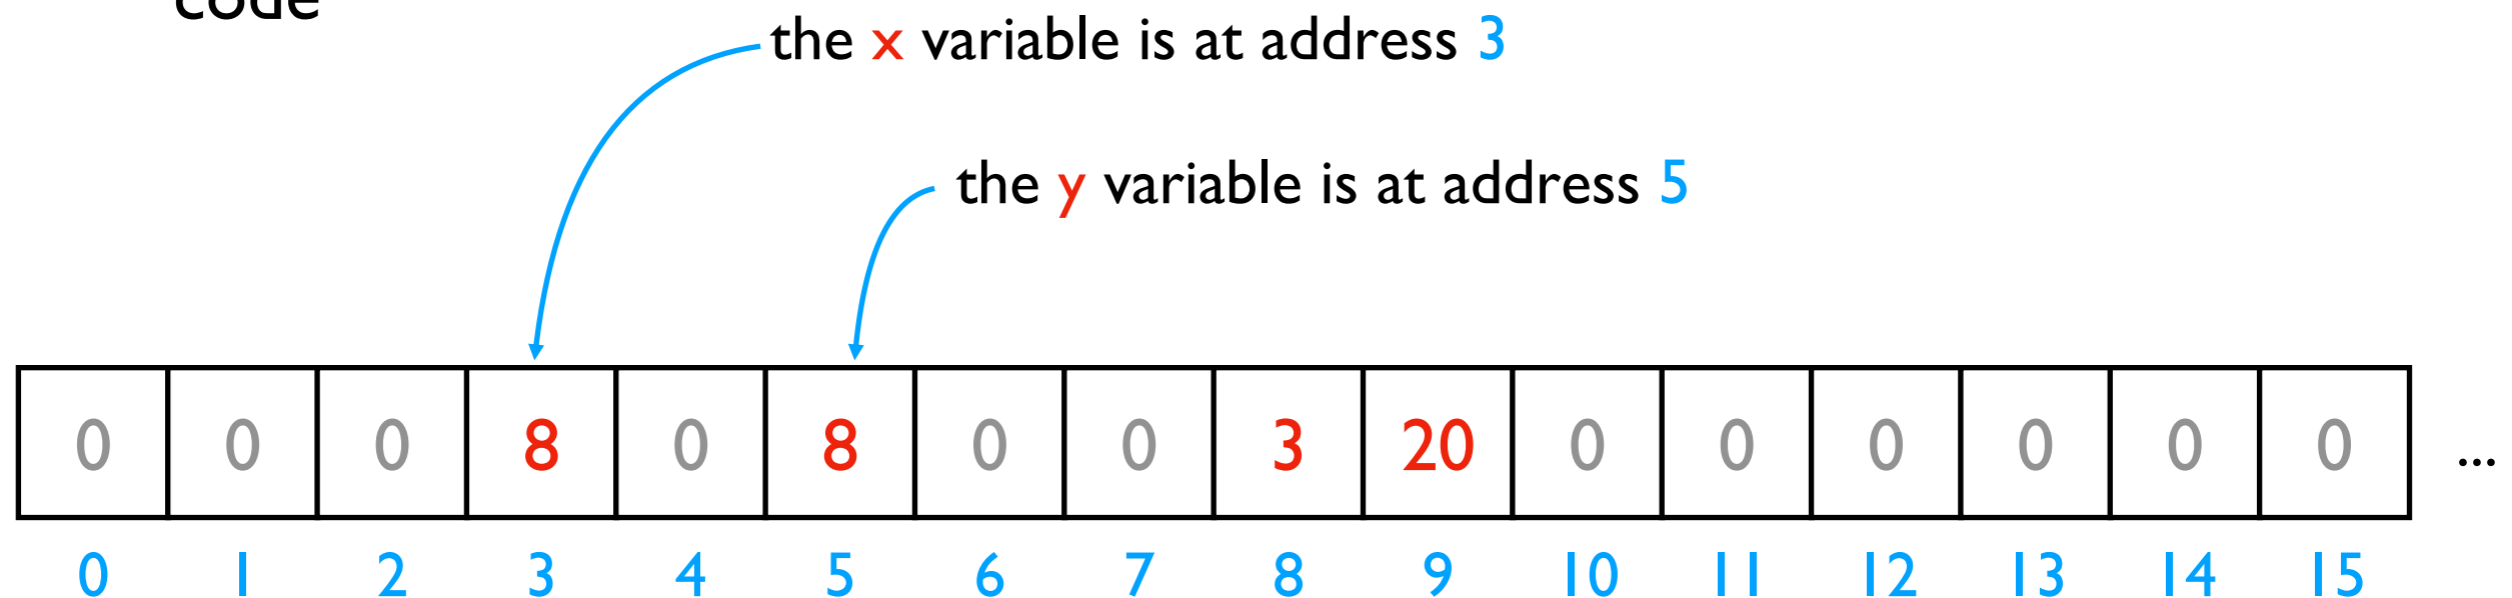 code
the x variable is at address 3
the y variable is at address 5
0 0 0 8 0 8 0 0 3 20 0 0 0 0 0 0 ...
0 1 2 3 4 5 6 7 8 9 10 11 12 13 14 15